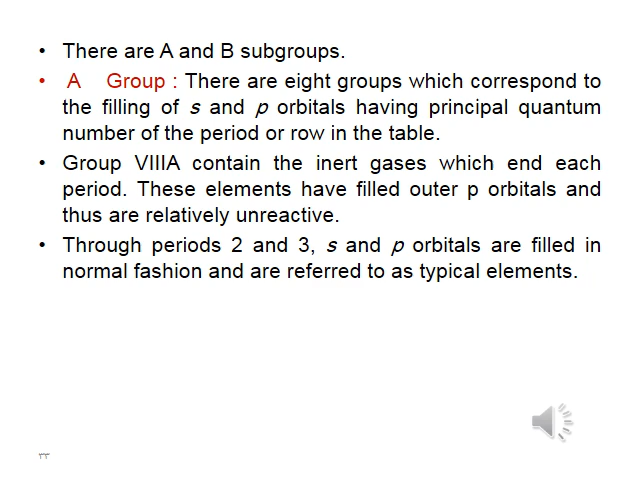 • There are A and B subgroups.
• A Group : There are eight groups which correspond to
the filling of s and p orbitals having principal quantum
number of the period or row in the table.
• Group VIIIA contain the inert gases which end each
period. These elements have filled outer p orbitals and
thus are relatively unreactive.
• Through periods 2 and 3, s and p orbitals are filled in
normal fashion and are referred to as typical elements.
٣٣